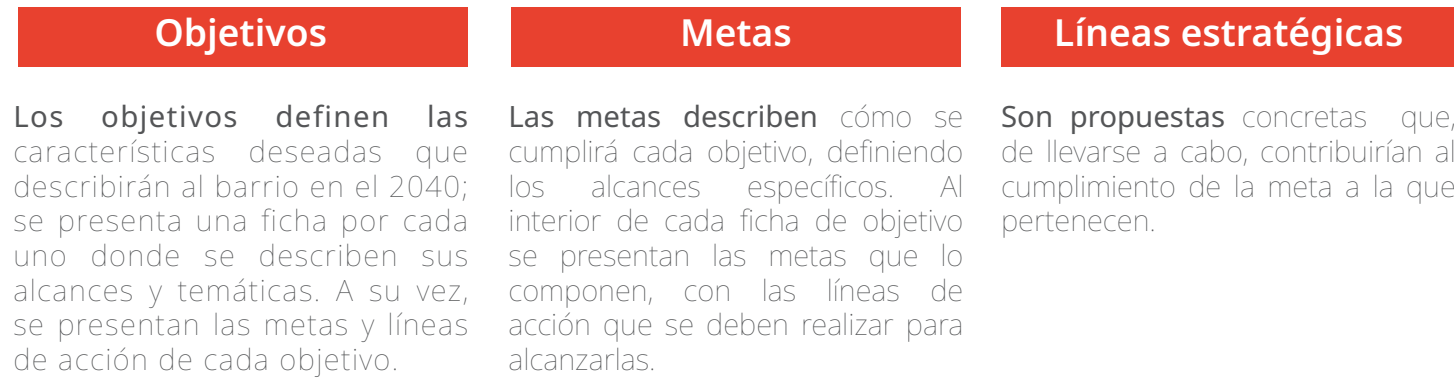 Objetivos
Los objetivos definen las
características deseadas que
describirán al barrio en el 2040;
se presenta una ficha por cada
uno donde se describen sus
alcances y temáticas. A su vez,
se presentan las metas y líneas
de acción de cada objetivo.
Metas
Las metas describen cómo se
cumplirá cada objetivo, definiendo
los alcances específicos. Al
interior de cada ficha de objetivo
se presentan las metas que lo
componen, con las líneas de
acción que se deben realizar para
alcanzarlas.
Líneas estratégicas
Son propuestas concretas que,
de llevarse a cabo, contribuirían al
cumplimiento de la meta a la que
pertenecen.